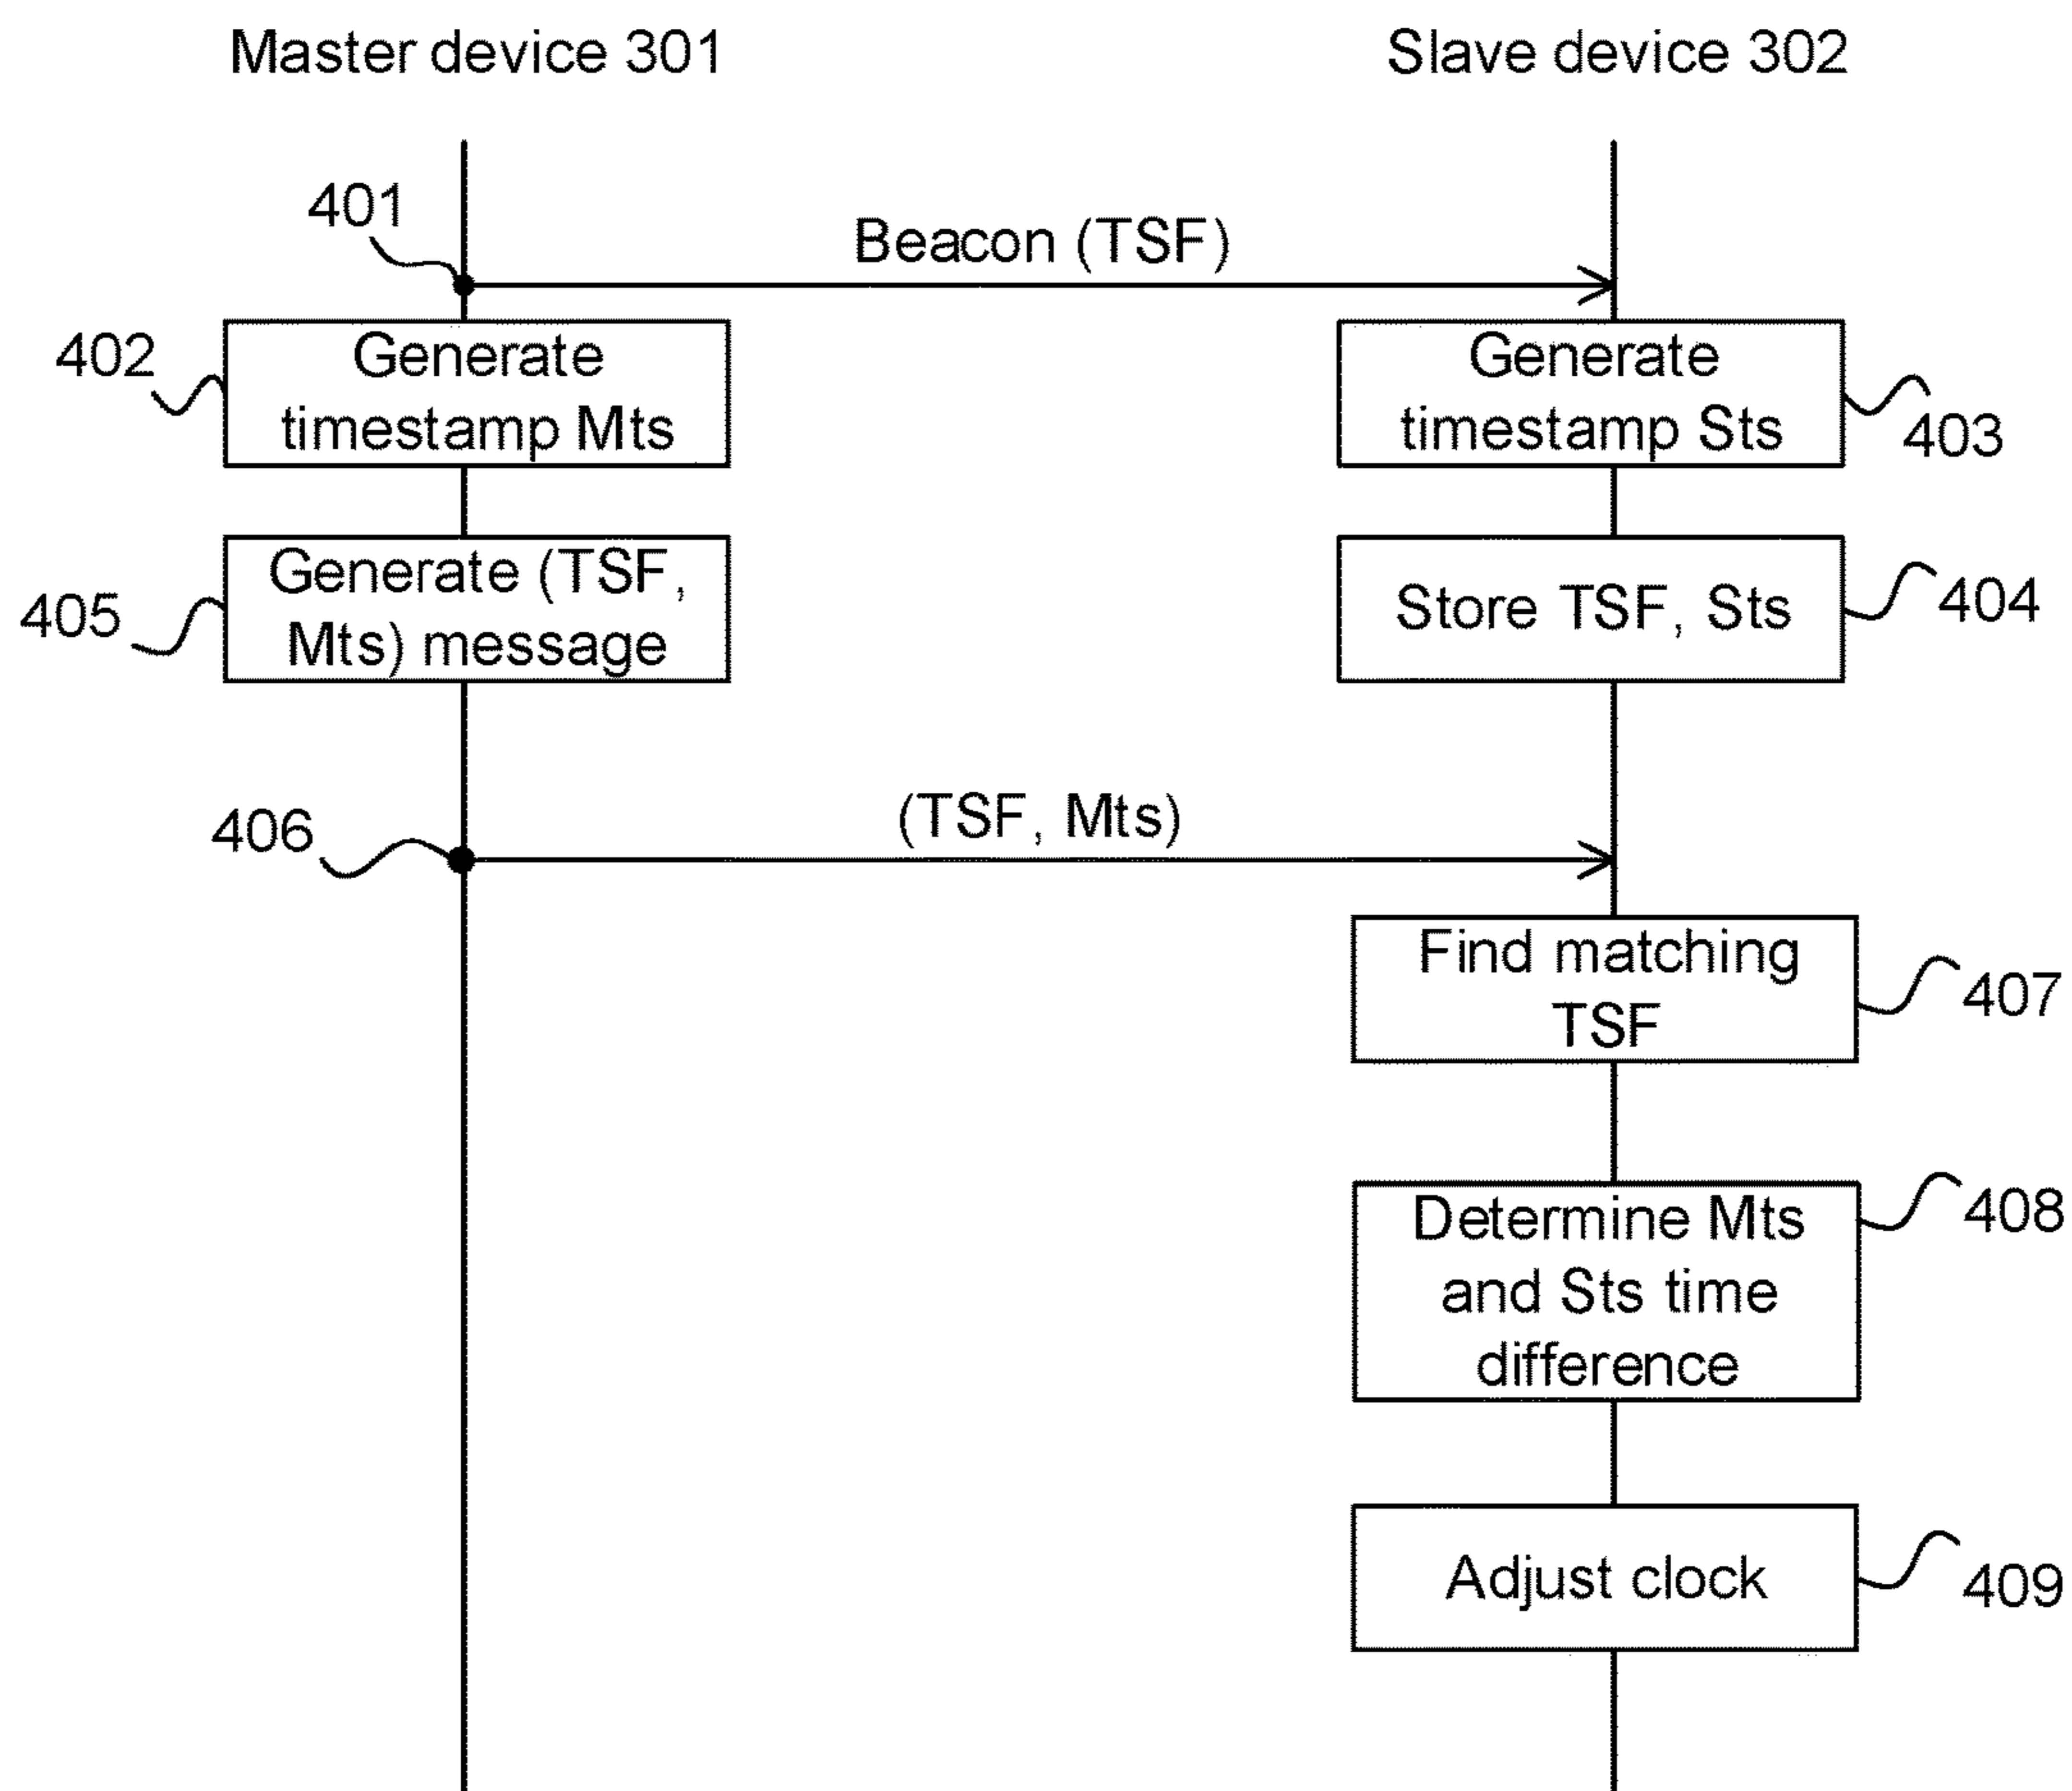 Master device 301
Slave device 302
401
Beacon (TSF)
402
Generate
timestamp Mts
Generate
timestamp Sts
403
405
Generate (TSF,
Mts) message
Store TSF, Sts
404
406
(TSF, Mts)
Find matching
TSF
407
Determine Mts
and Sts time
difference
408
Adjust clock
409